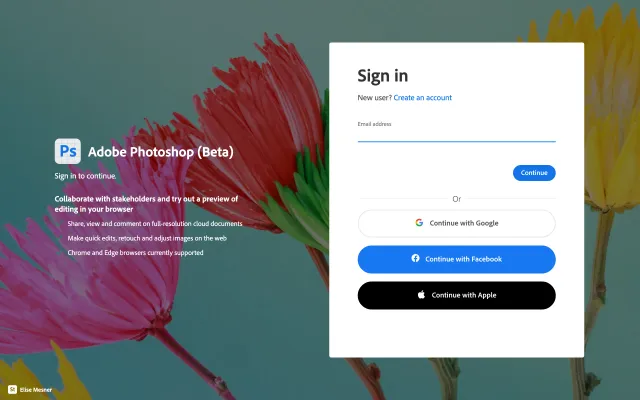 Ps
Adobe Photoshop (Beta)
Sign in to continue.
Collaborate with stakeholders and try out a preview of
editing in your browser
Share, view and comment on full-resolution cloud documents
Make quick edits, retouch and adjust images on the web
Chrome and Edge browsers currently supported
Elise Mesner
Sign in
New user? Create an account
Email address
Continue
Or
Continue with Google
Continue with Facebook
Continue with Apple